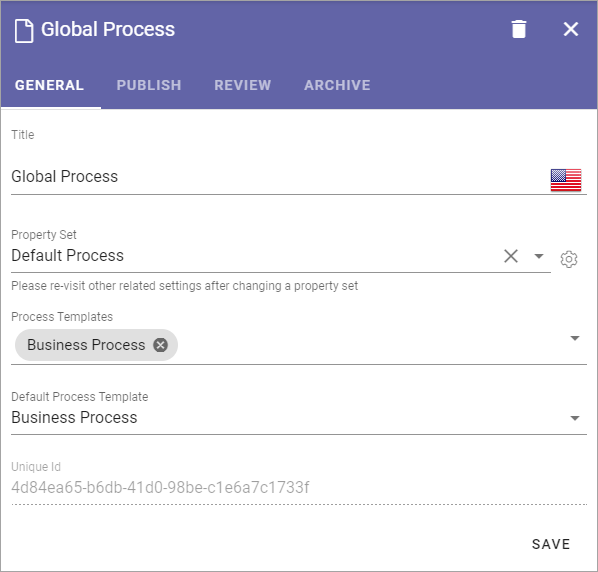 Global Process
GENERAL PUBLISH REVIEW ARCHIVE
Title
Global Process
Property Set
Default Process
Please re-visit other related settings after changing a property set
Process Templates
Business Process
Default Process Template
Business Process
Unique Id
4d84ea65-b6db-41d0-98be-c1e6a7c1733f
SAVE